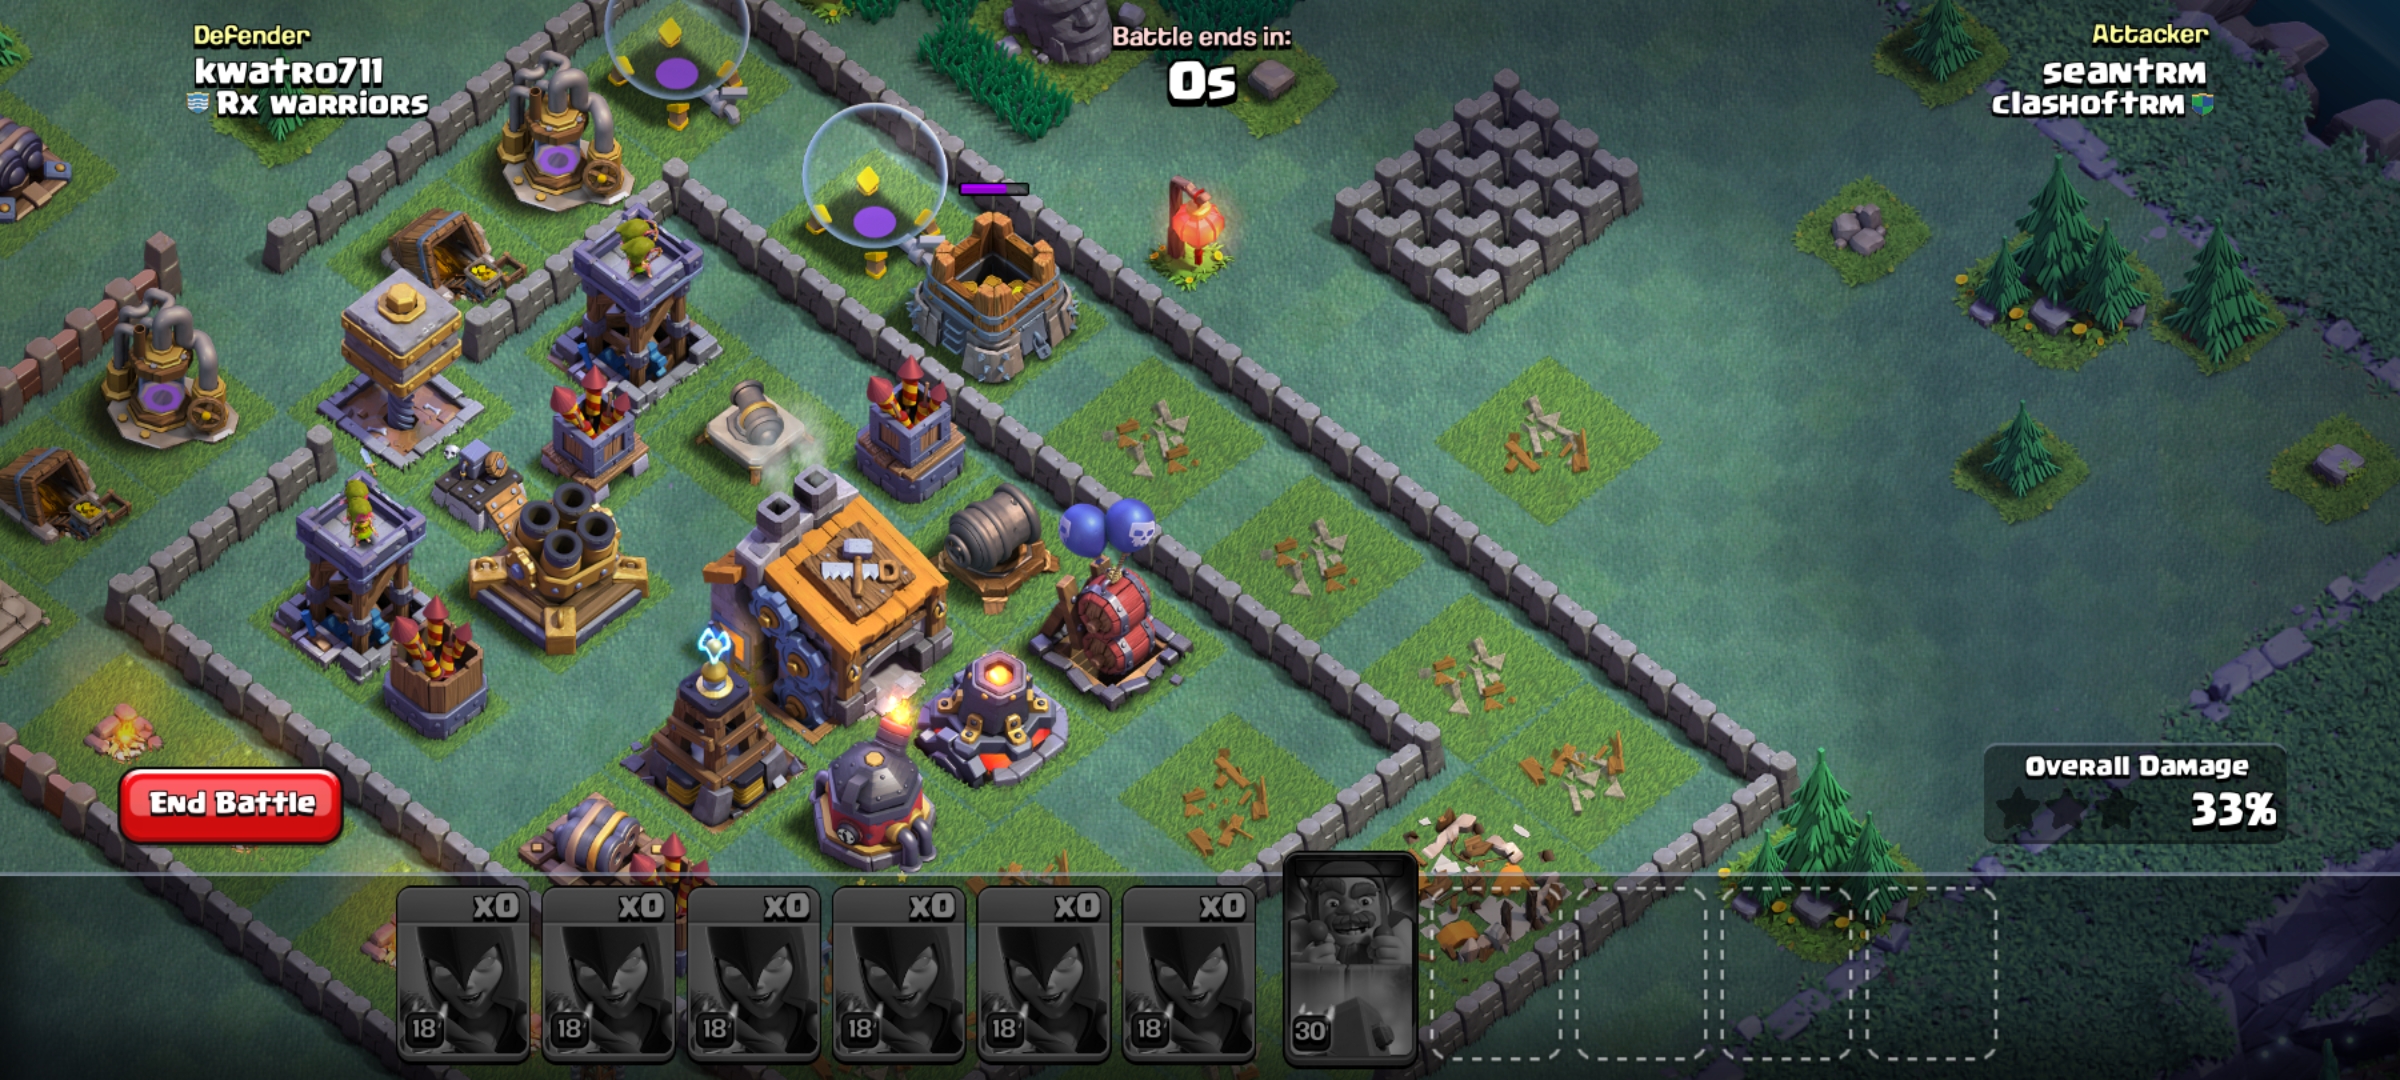 Defender
kwatro711
Rx warriors
Battle ends in:
0s
Attacker
seantrm
clashoftrm
End Battle
Overall Damage
33%
x0
x0
x0
x0
x0
x0
18
18
18
18
18
18
30